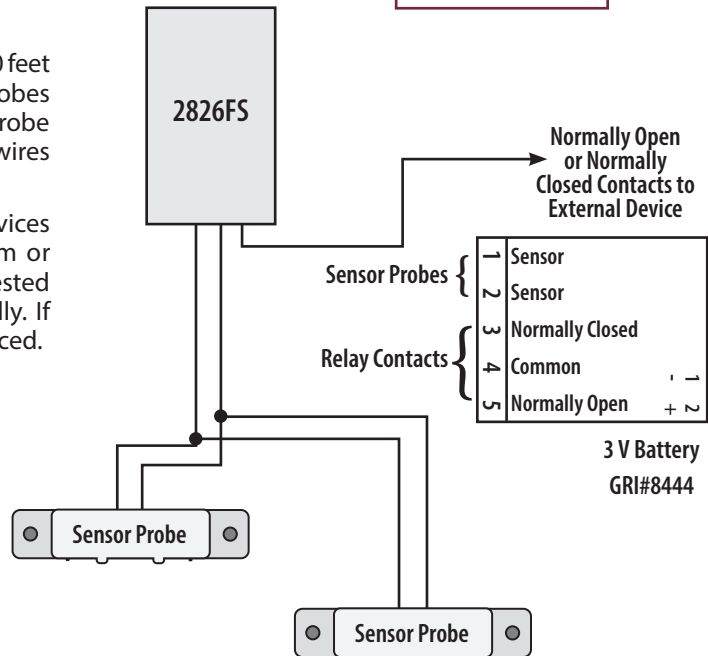 feet
obes
robe
wires
vices
m or
ested
lly. If
ced.
2826FS
Normally Open
or Normally
Closed Contacts to
External Device
Sensor Probes
Relay Contacts
1 Sensor
2 Sensor
3 Normally Closed
4 Common
5 Normally Open
- 1
+ 2
3 V Battery
GRI#8444
Sensor Probe
Sensor Probe